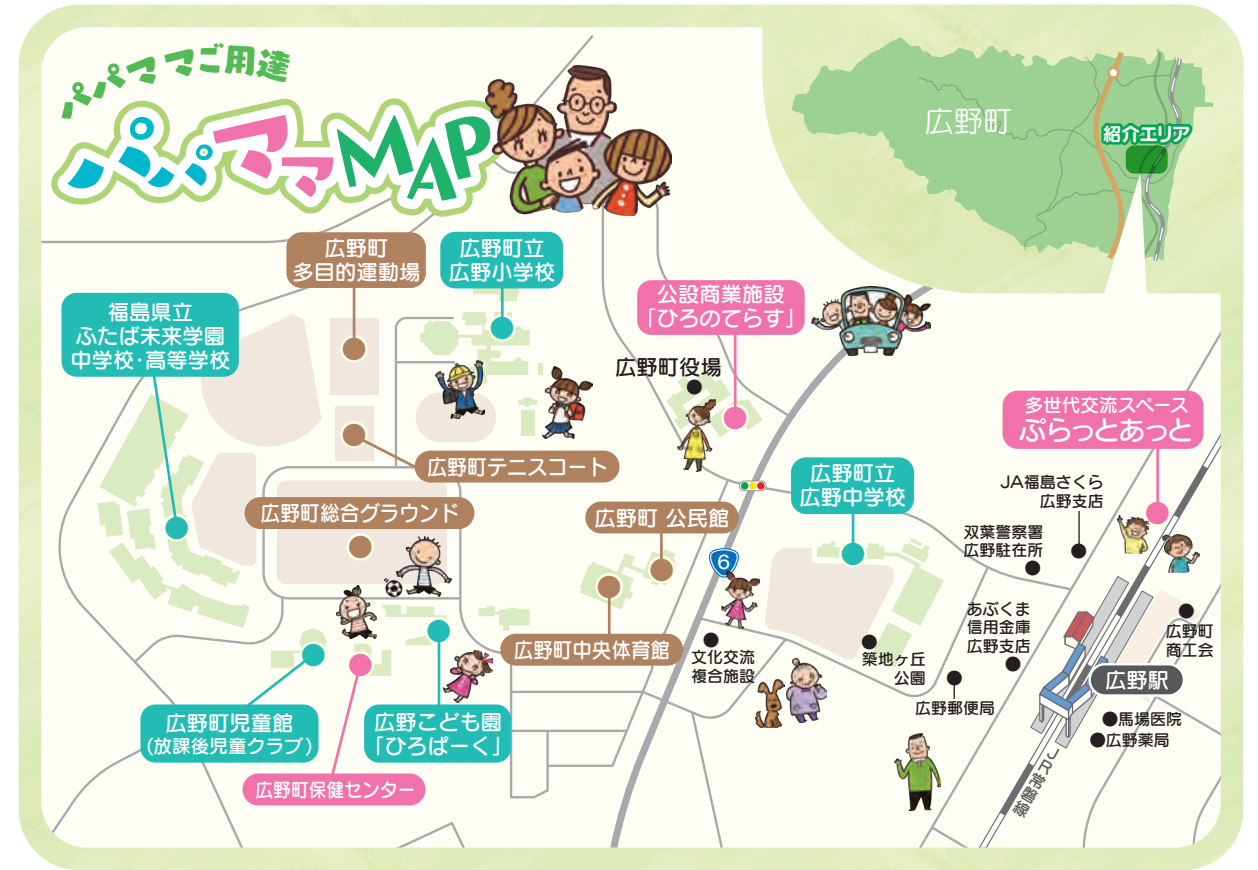 パパママご用達
パパママMAP
広野町
紹介エリア
広野町
多目的運動場
広野町立
広野小学校
福島県立
ふたば未来学園
中学校・高等学校
公設商業施設
「ひろのてらす」
広野町役場
多世代交流スペース
ぷらっとあっと
広野町テニスコート
広野町立
広野中学校
JA福島さくら
広野支店
広野町総合グラウンド
広野町 公民館
双葉警察署
広野駐在所
6
あぶくま
信用金庫
広野支店
広野町
商工会
広野町中央体育館
文化交流
複合施設
築地ヶ丘
公園
広野駅
広野郵便局
広野町児童館
(放課後児童クラブ)
広野こども園
「ひろぱーく」
馬場医院
広野薬局
広野町保健センター
JR常磐線